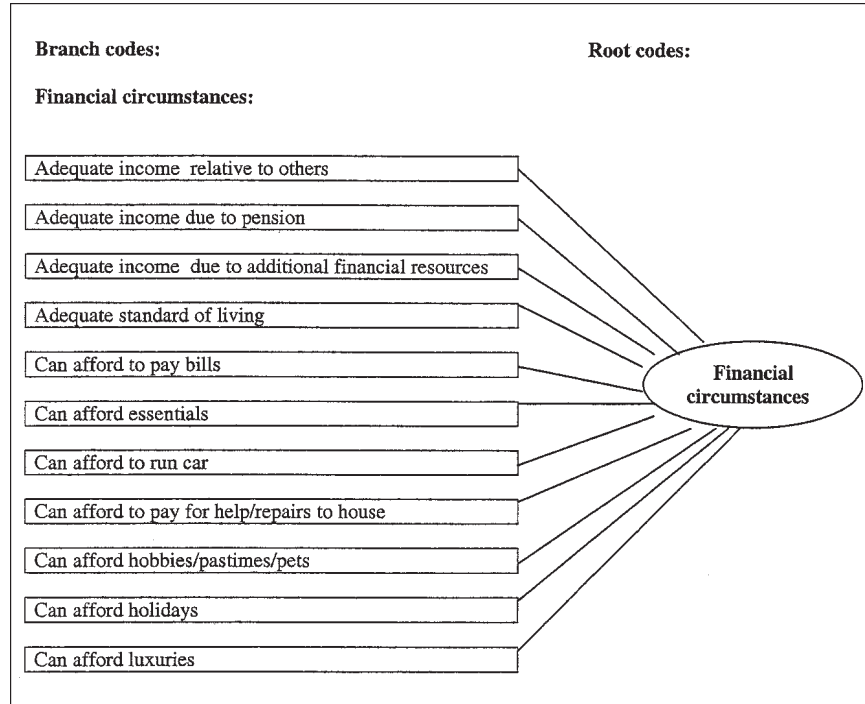 Branch codes:
Root codes:
Financial circumstances:
Adequate income relative to others
Adequate income due to pension
Adequate income due to additional financial resources
Adequate standard of living
Can afford to pay bills
Can afford essentials
Can afford to run car
Can afford to pay for help/repairs to house
Can afford hobbies/pastimes/pets
Can afford holidays
Can afford luxuries
Financial
circumstances